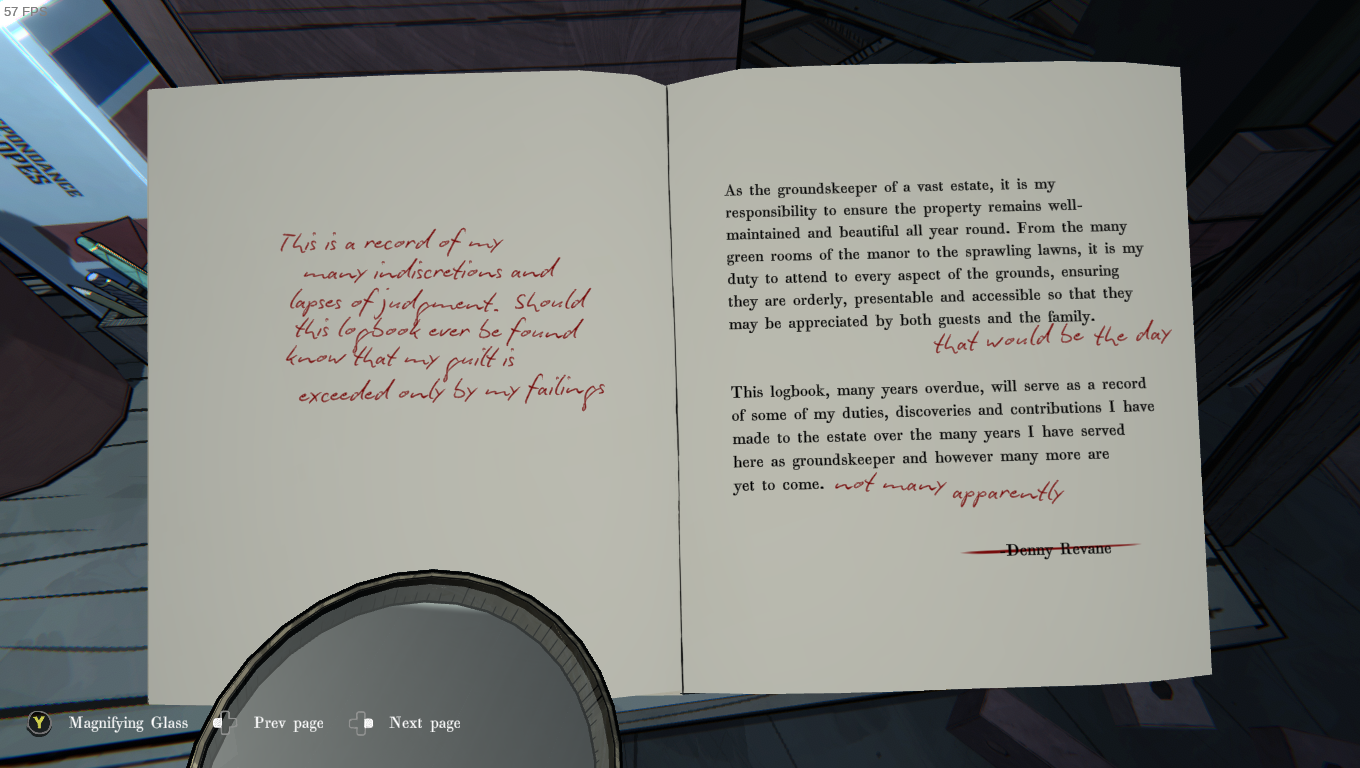 57 FPS
PONDANCE
OPES
This is a record of my
many indiscretions and
lapses of judgment. Should
this logbook ever be found
know that my guilt is
exceeded only by my failings
As the groundskeeper of a vast estate, it is my
responsibility to ensure the property remains well-
maintained and beautiful all year round. From the many
green rooms of the manor to the sprawling lawns, it is my
duty to attend to every aspect of the grounds, ensuring
they are orderly, presentable and accessible so that they
may be appreciated by both guests and the family.
that would be the day
This logbook, many years overdue, will serve as a record
of some of my duties, discoveries and contributions I have
made to the estate over the many years I have served
here as groundskeeper and however many more are
yet to come. not many apparently
-Denny Revane
Y Magnifying Glass Prev page Next page